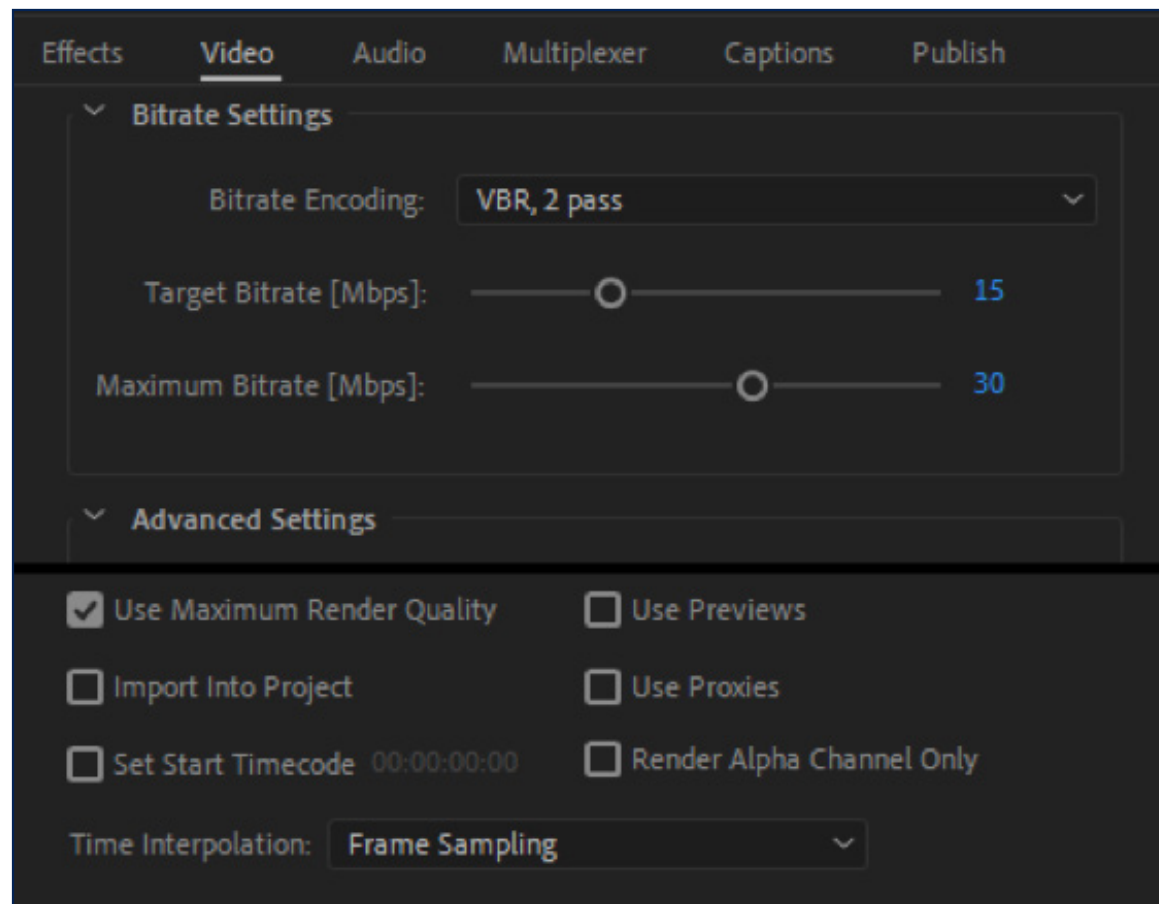 Effects Video Audio Multiplexer Captions Publish
Bitrate Settings
Bitrate Encoding: VBR, 2 pass
Target Bitrate [Mbps]: 15
Maximum Bitrate [Mbps]: 30
Advanced Settings
Use Maximum Render Quality Use Previews
Import Into Project Use Proxies
Set Start Timecode 00:00:00:00 Render Alpha Channel Only
Time Interpolation: Frame Sampling